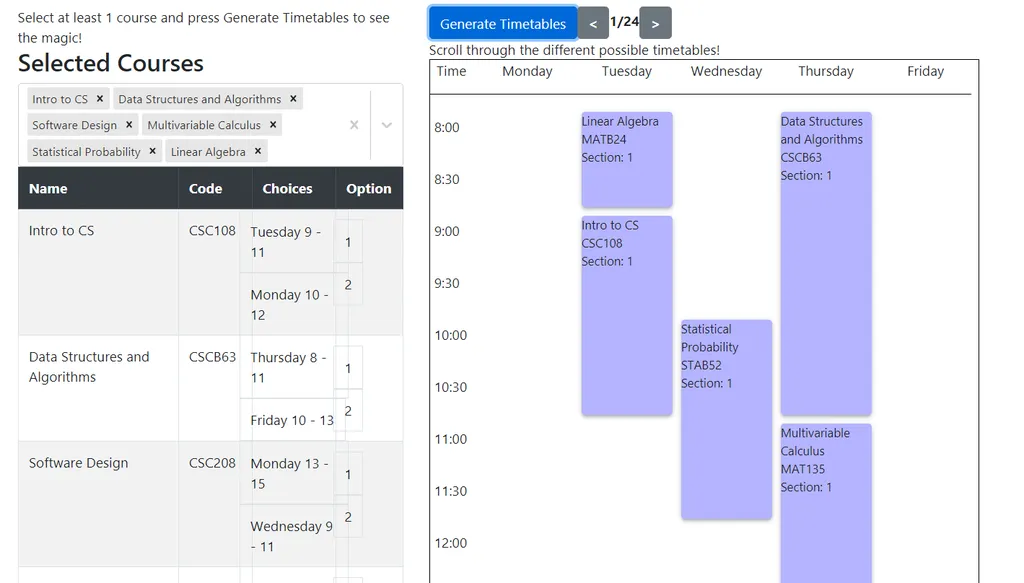 Select at least 1 course and press Generate Timetables to see
the magic!
Selected Courses
Intro to CS × Data Structures and Algorithms ×
Software Design × Multivariable Calculus ×
Statistical Probability × Linear Algebra ×
Name Code Choices Option
Intro to CS CSC108 Tuesday 9 - 1
11
Monday 10 - 2
12
Data Structures and CSCB63 Thursday 8 - 1
Algorithms 11
Friday 10 - 13 2
Software Design CSC208 Monday 13 - 1
15
Wednesday 9 2
- 11
Generate Timetables < 1/24 >
Scroll through the different possible timetables!
Time Monday Tuesday Wednesday Thursday Friday
8:00
8:30
9:00
9:30
10:00
10:30
11:00
11:30
12:00
Linear Algebra
MATB24
Section: 1
Intro to CS
CSC108
Section: 1
Statistical
Probability
STAB52
Section: 1
Data Structures
and Algorithms
CSCB63
Section: 1
Multivariable
Calculus
MAT135
Section: 1